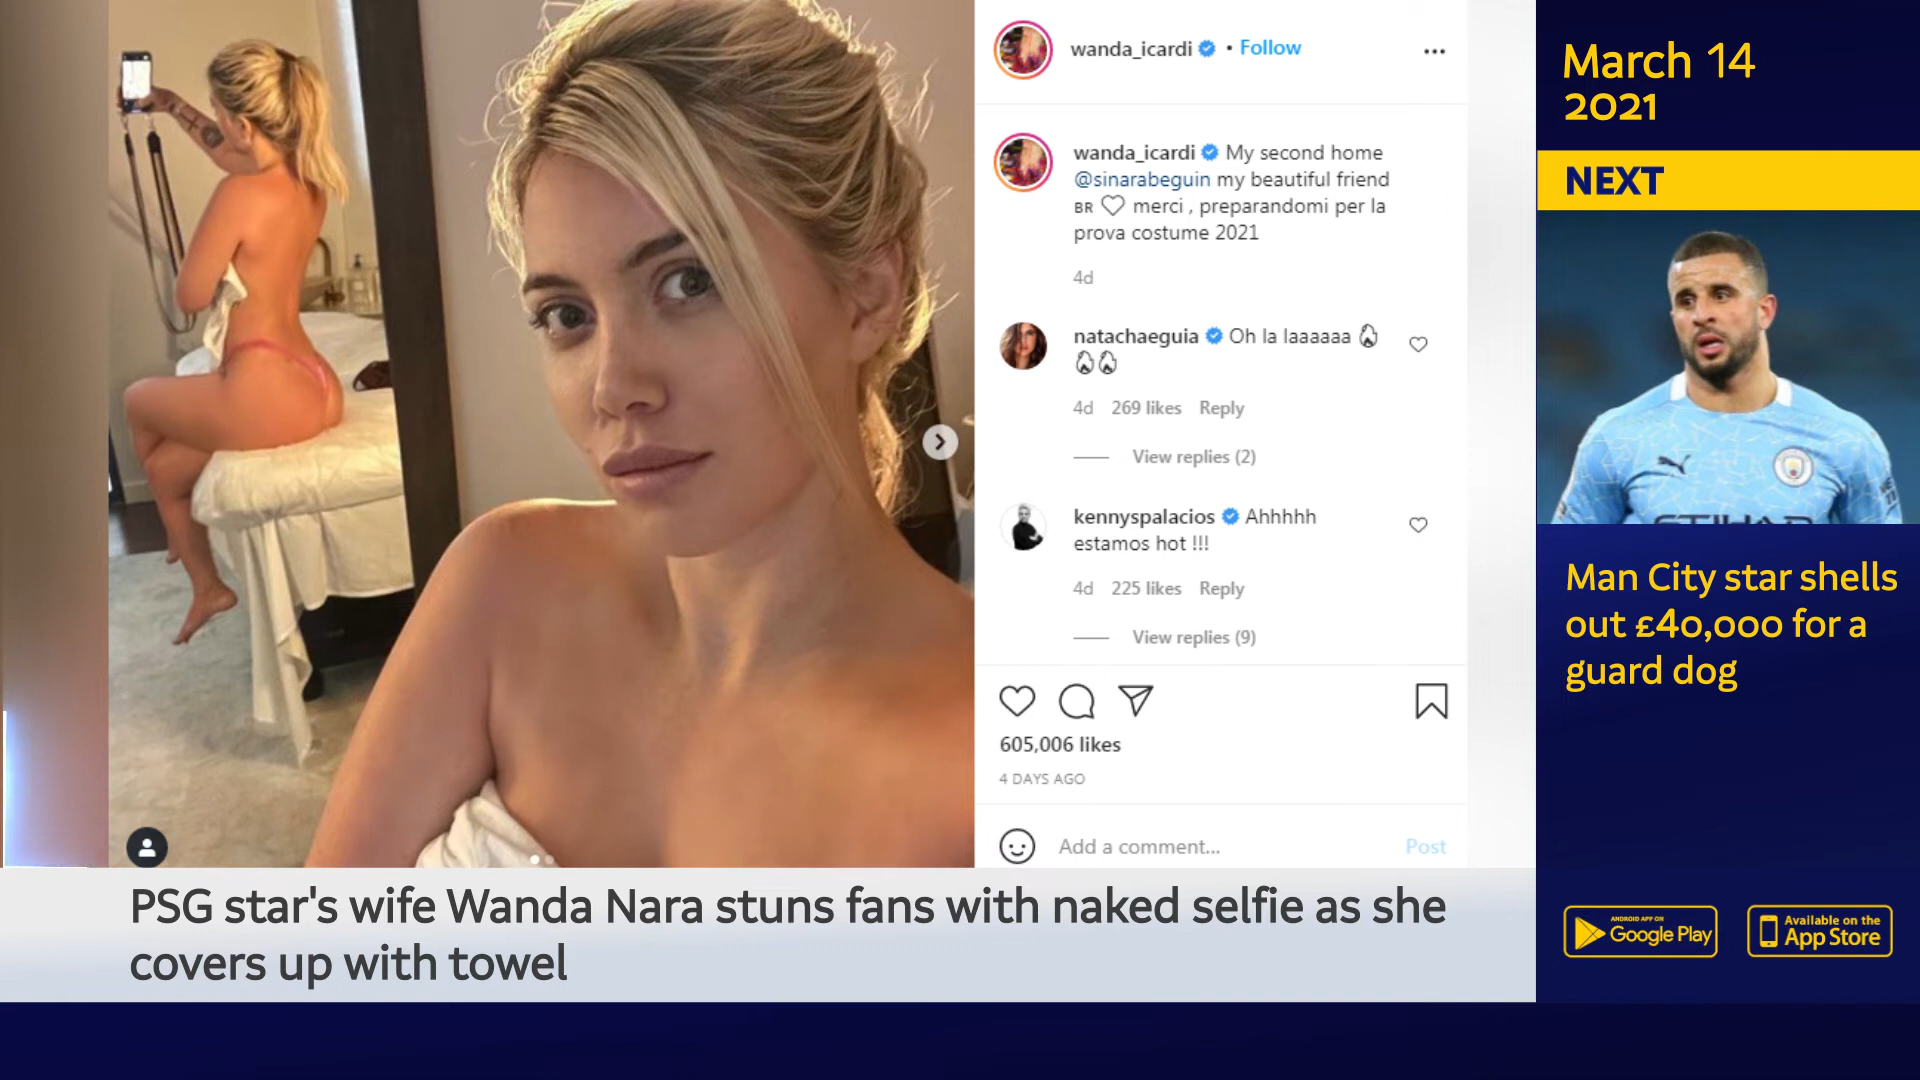 wanda_icardi • Follow
wanda_icardi My second home
@sinarabeguin my beautiful friend
BR ♡ merci , preparandomi per la
prova costume 2021
4d
natachaeguia Oh la laaaaaa 🔥
🔥🔥
4d 269 likes Reply
View replies (2)
kennyspalacios Ahhhhh
estamos hot !!!
4d 225 likes Reply
View replies (9)
605,006 likes
4 DAYS AGO
Add a comment... Post
PSG star's wife Wanda Nara stuns fans with naked selfie as she
covers up with towel
March 14
2021
NEXT
ETIHAD
Man City star shells
out £40,000 for a
guard dog
ANDROID APP ON
Google Play
Available on the
App Store